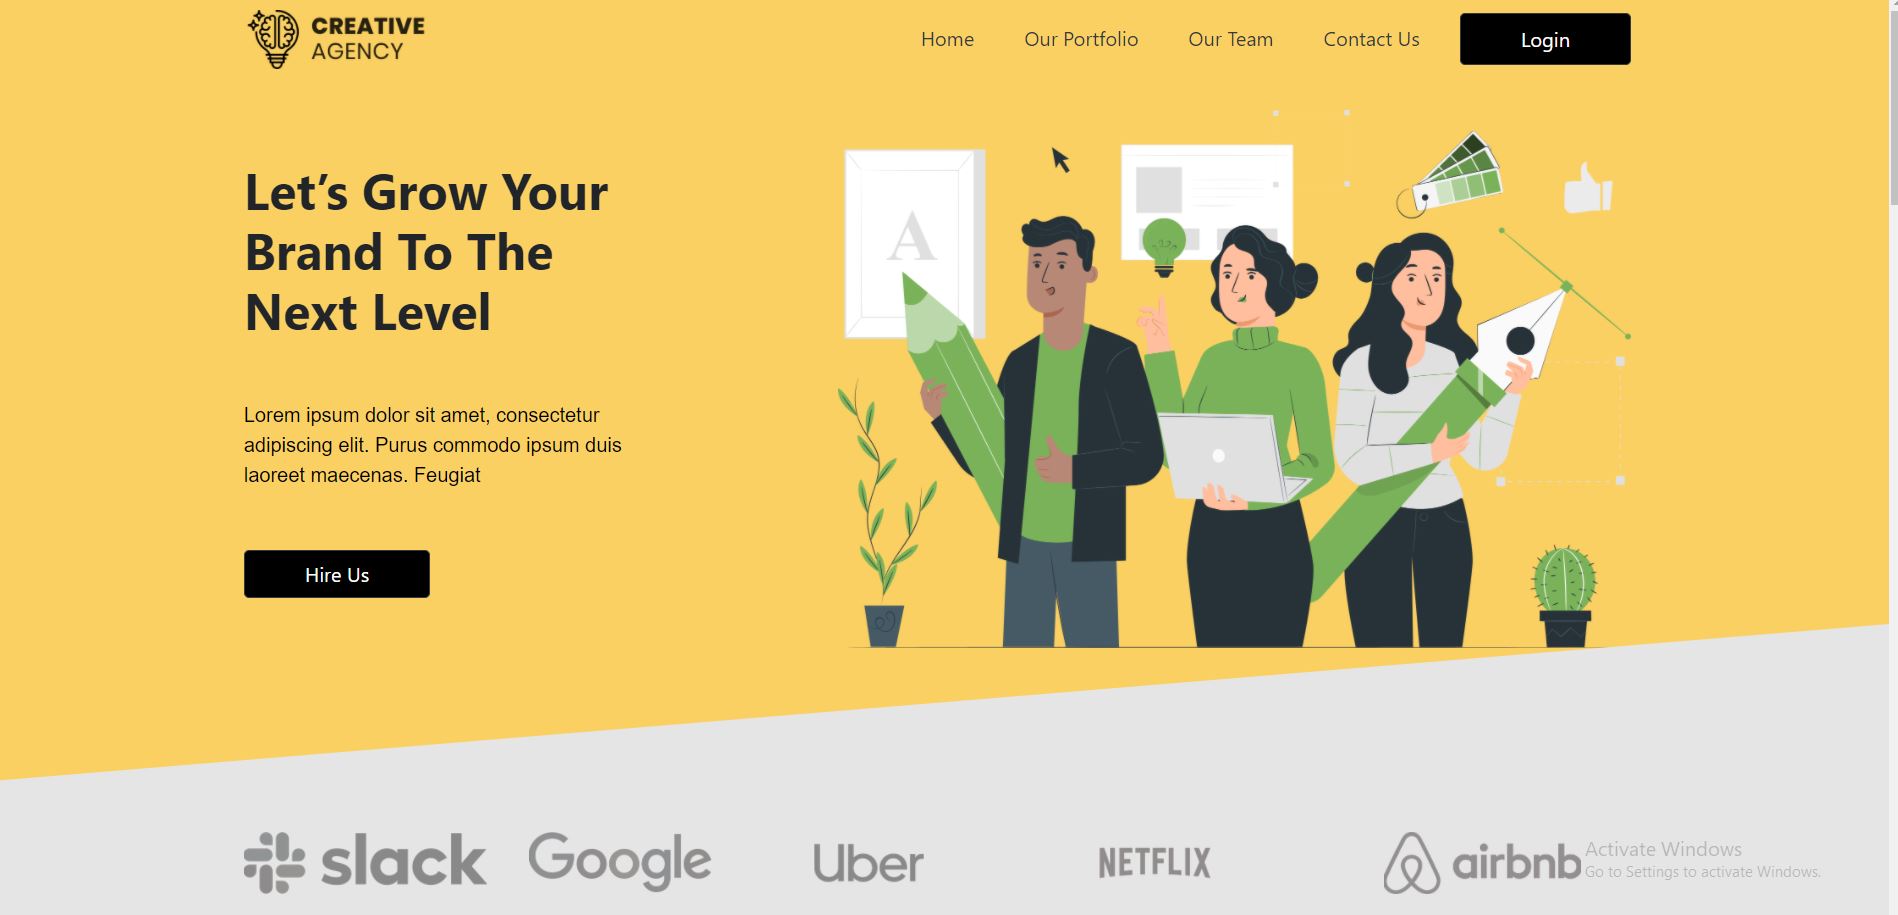 CREATIVE
AGENCY
Home Our Portfolio Our Team Contact Us Login
Let’s Grow Your
Brand To The
Next Level
A
Lorem ipsum dolor sit amet, consectetur
adipiscing elit. Purus commodo ipsum duis
laoreet maecenas. Feugiat
Hire Us
slack Google Uber NETFLIX airbnb
Activate Windows
Go to Settings to activate Windows.